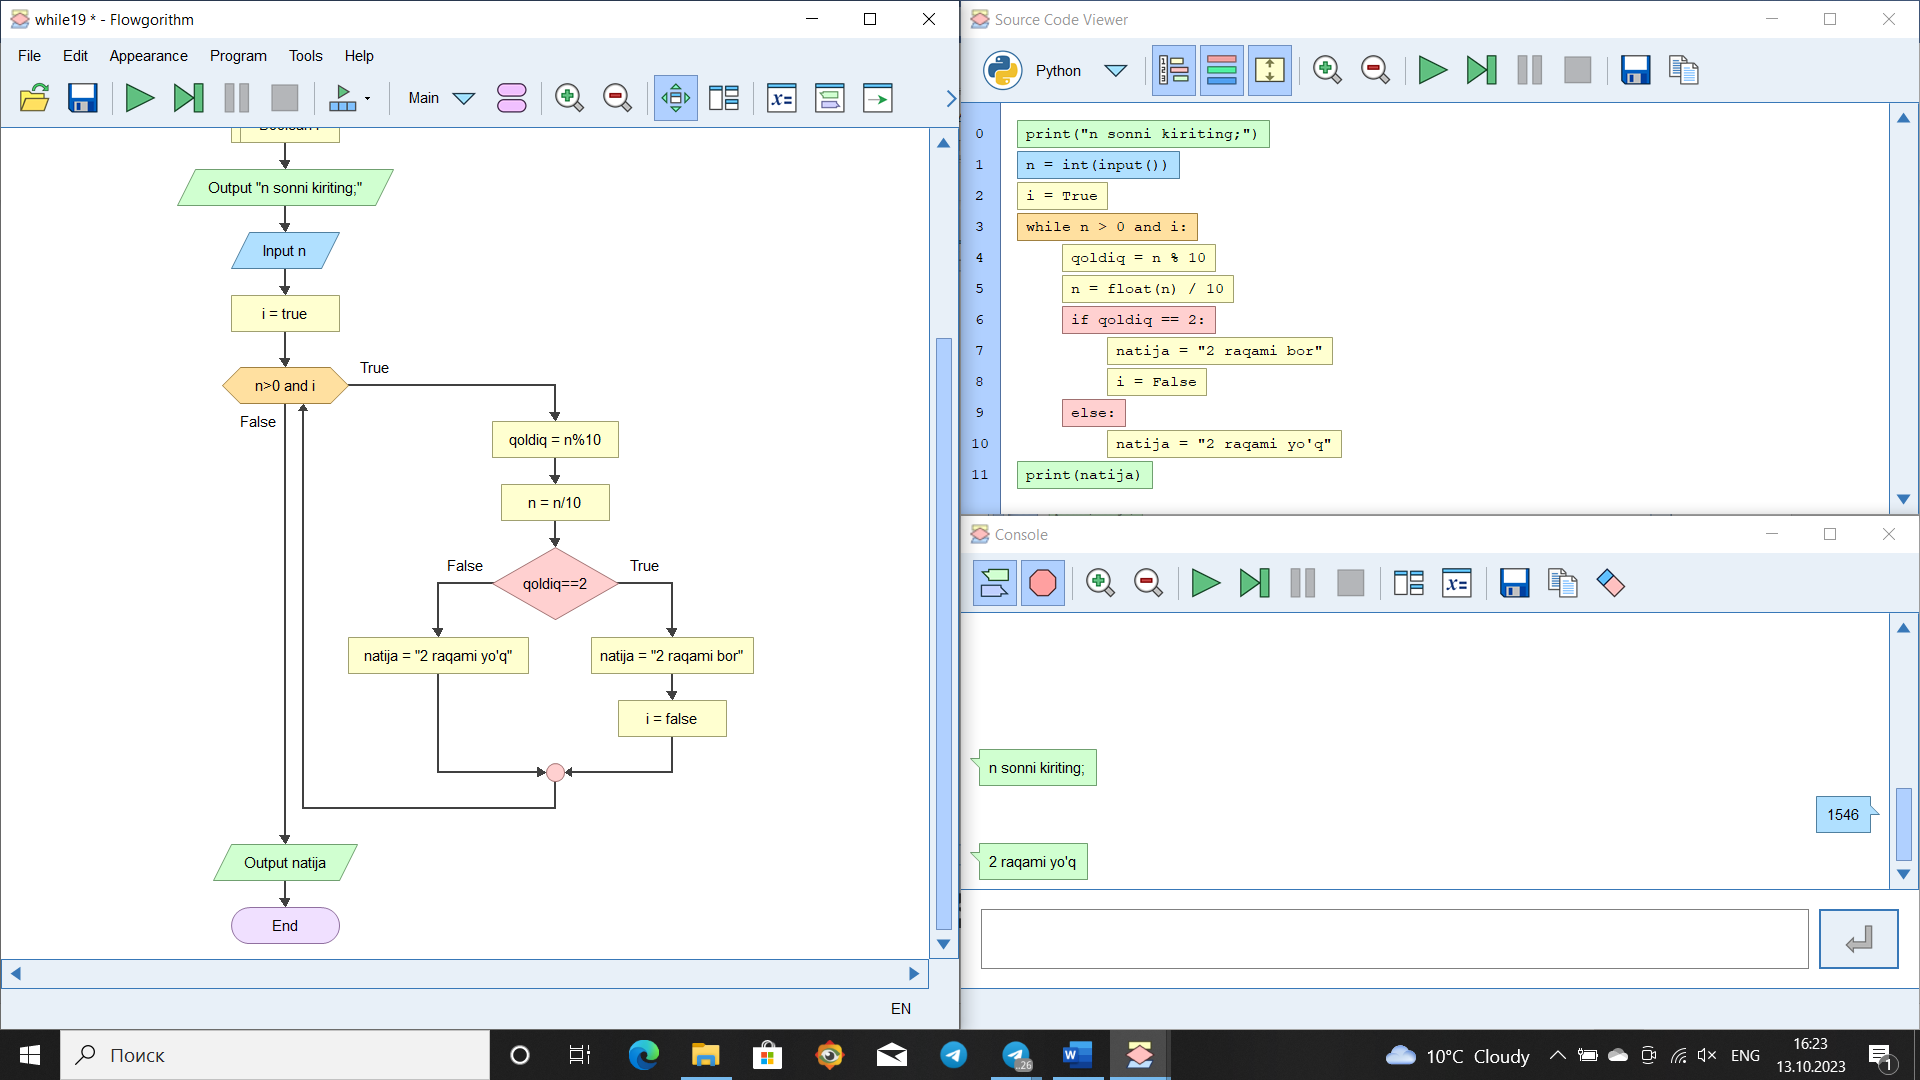 while19 * - Flowgorithm
File Edit Appearance Program Tools Help
Main
Output "n sonni kiriting;"
Input n
i = true
n>0 and i
True
False
qoldiq = n%10
n = n/10
False
True
qoldiq==2
natija = "2 raqami yo'q"
natija = "2 raqami bor"
i = false
Output natija
End
EN
Source Code Viewer
Python
0 print("n sonni kiriting;")
1 n = int(input())
2 i = True
3 while n > 0 and i:
4 qoldiq = n % 10
5 n = float(n) / 10
6 if qoldiq == 2:
7 natija = "2 raqami bor"
8 i = False
9 else:
10 natija = "2 raqami yo'q"
11 print(natija)
Console
n sonni kiriting;
1546
2 raqami yo'q
Поиск
..26
10°C Cloudy
ENG
16:23
13.10.2023
1